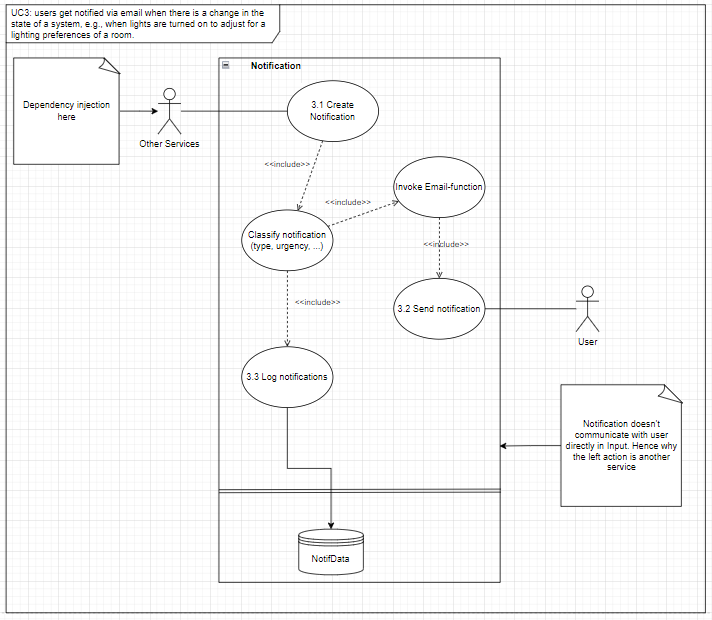 UC3: users get notified via email when there is a change in the
state of a system, e.g., when lights are turned on to adjust for a
lighting preferences of a room.
Notification
Dependency injection
here
Other Services
3.1 Create
Notification
<<include>>
Invoke Email-function
<<include>>
Classify notification
(type, urgency, ...)
<<include>>
<<include>>
3.2 Send notification
User
3.3 Log notifications
Notification doesn't
communicate with user
directly in Input. Hence why
the left action is another
service
NotifData